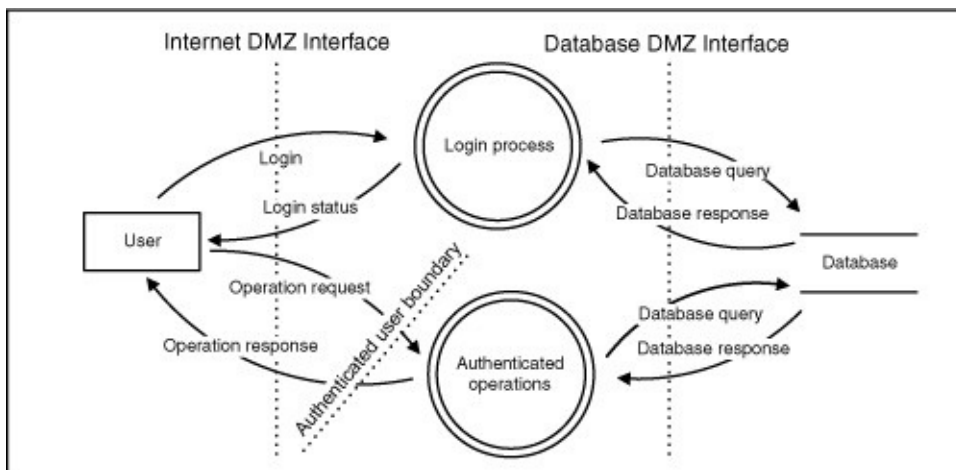 Internet DMZ Interface
Database DMZ Interface
Login process
Login
Database query
Login status
Database response
User
Database
Operation request
Authenticated user boundary
Database query
Operation response
Database response
Authenticated
operations